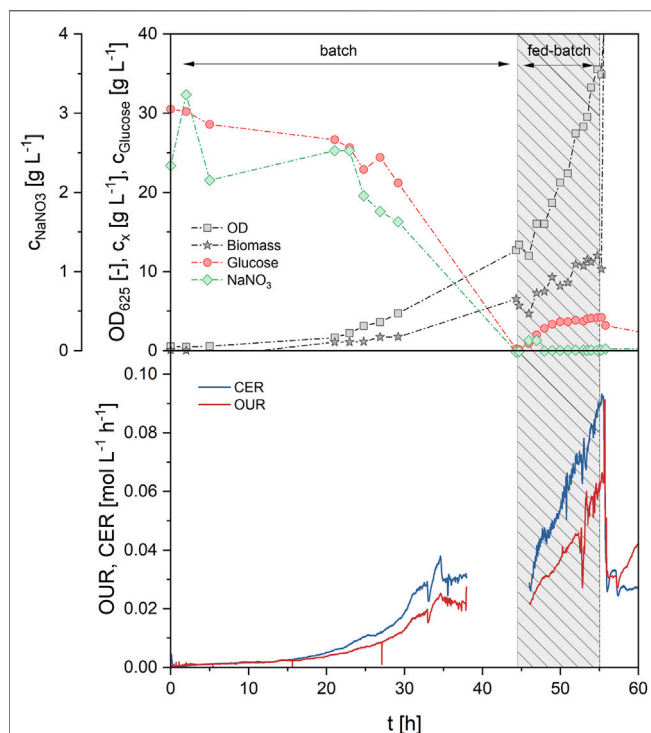 c_NaNO3 [g L⁻¹]
4
3
2
1
0
OD₆₂₅ [-], c_x [g L⁻¹], c_Glucose [g L⁻¹]
40
30
20
10
0
batch
fed-batch
OD
Biomass
Glucose
NaNO₃
OUR, CER [mol L⁻¹ h⁻¹]
0.10
0.08
0.06
0.04
0.02
0.00
CER
OUR
0 10 20 30 40 50 60
t [h]